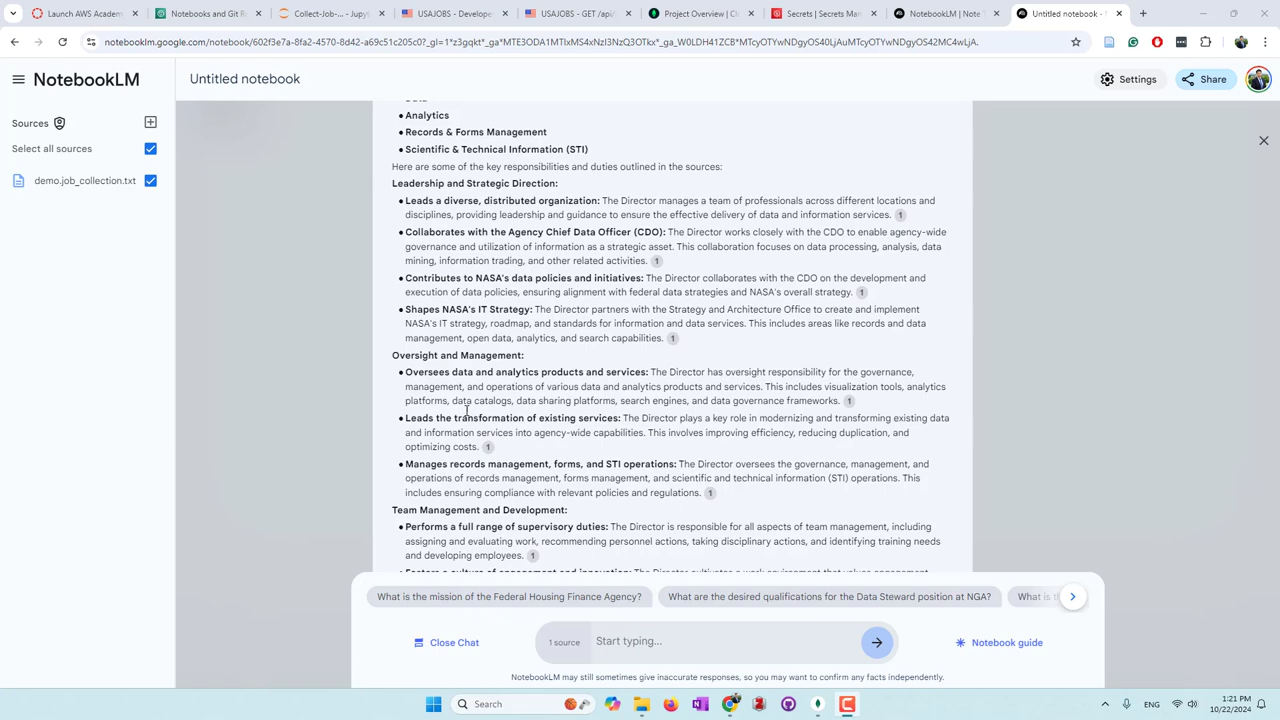 Launch AWS Academ
Notebooks and Git R
Colle
Jupyt
USAJOBS - Develope
USAJOBS - GET /api/
Project Overview | Cl
Secrets | Secrets Man
NotebookLM | Note T
Untitled notebook -
notebooklm.google.com/notebook/602f3e7a-8fa2-4570-8d42-a69c51c205c0?_gl=1*z3gqkt*_ga*MTE3ODA1MTIxMS4xNzI3NzQ3OTkx*_ga_W0LDH41ZCB*MTcyOTYwNDgyOS40LjAuMTcyOTYwNDgyOS42MC4wLjA.
NotebookLM
Untitled notebook
Settings
Share
Sources
Select all sources
demo.job_collection.txt
Data
• Analytics
• Records & Forms Management
• Scientific & Technical Information (STI)
Here are some of the key responsibilities and duties outlined in the sources:
Leadership and Strategic Direction:
• Leads a diverse, distributed organization: The Director manages a team of professionals across different locations and
disciplines, providing leadership and guidance to ensure the effective delivery of data and information services. 1
• Collaborates with the Agency Chief Data Officer (CDO): The Director works closely with the CDO to enable agency-wide
governance and utilization of information as a strategic asset. This collaboration focuses on data processing, analysis, data
mining, information trading, and other related activities. 1
• Contributes to NASA's data policies and initiatives: The Director collaborates with the CDO on the development and
execution of data policies, ensuring alignment with federal data strategies and NASA's overall strategy. 1
• Shapes NASA's IT Strategy: The Director partners with the Strategy and Architecture Office to create and implement
NASA's IT strategy, roadmap, and standards for information and data services. This includes areas like records and data
management, open data, analytics, and search capabilities. 1
Oversight and Management:
• Oversees data and analytics products and services: The Director has oversight responsibility for the governance,
management, and operations of various data and analytics products and services. This includes visualization tools, analytics
platforms, data catalogs, data sharing platforms, search engines, and data governance frameworks. 1
• Leads the transformation of existing services: The Director plays a key role in modernizing and transforming existing data
and information services into agency-wide capabilities. This involves improving efficiency, reducing duplication, and
optimizing costs. 1
• Manages records management, forms, and STI operations: The Director oversees the governance, management, and
operations of records management, forms management, and scientific and technical information (STI) operations. This
includes ensuring compliance with relevant policies and regulations. 1
Team Management and Development:
• Performs a full range of supervisory duties: The Director is responsible for all aspects of team management, including
assigning and evaluating work, recommending personnel actions, taking disciplinary actions, and identifying training needs
and developing employees. 1
• Fosters a culture of engagement and innovation: The Director cultivates a work environment that values engagement
What is the mission of the Federal Housing Finance Agency?
What are the desired qualifications for the Data Steward position at NGA?
What is
Close Chat
1 source
Start typing...
Notebook guide
NotebookLM may still sometimes give inaccurate responses, so you may want to confirm any facts independently.
Search
ENG
1:21 PM
10/22/2024